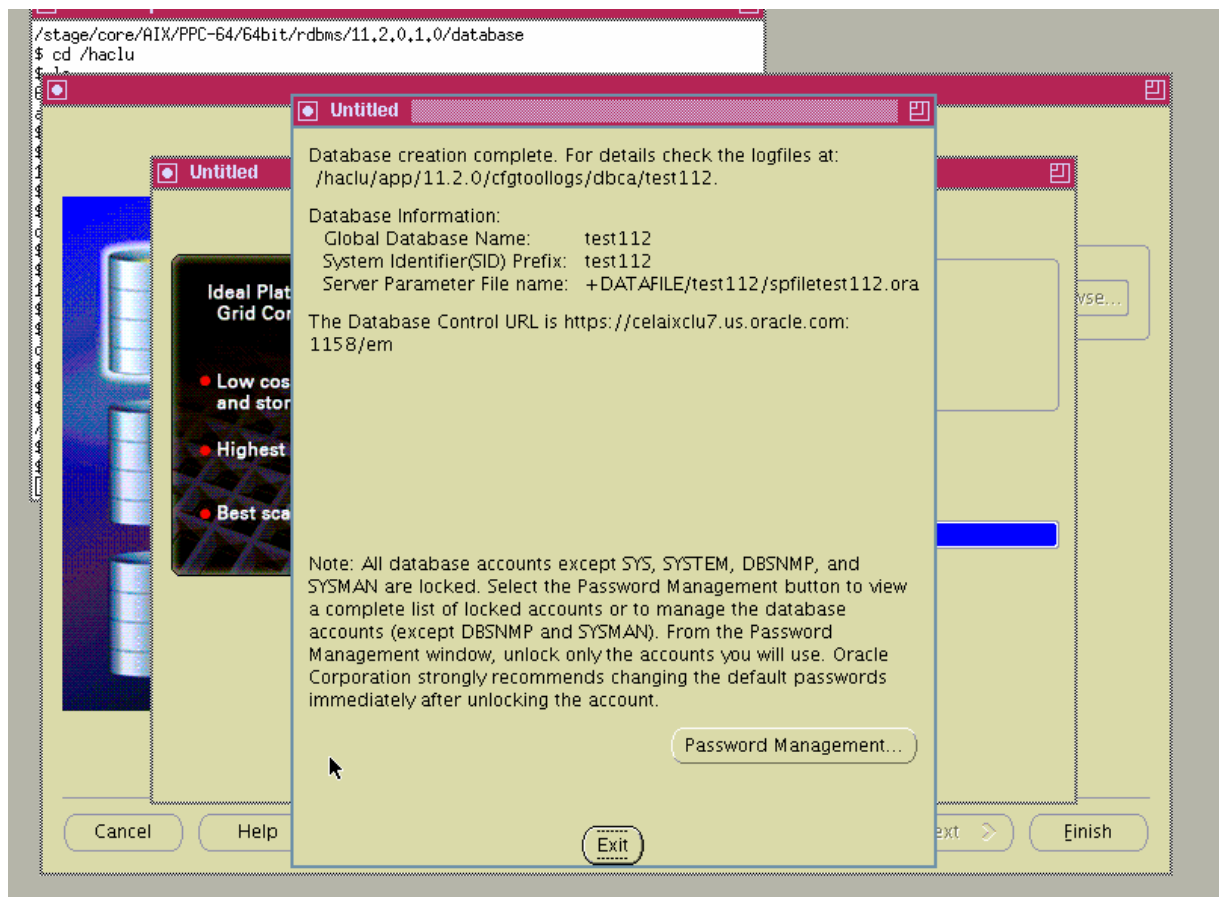 /stage/core/AIX/PPC-64/64bit/rdbms/11.2.0.1.0/database
$ cd /haclu
Untitled
Untitled
Database creation complete. For details check the logfiles at:
/haclu/app/11.2.0/cfgtoollogs/dbca/test112.
Database Information:
Global Database Name: test112
System Identifier(SID) Prefix: test112
Server Parameter File name: +DATAFILE/test112/spfiletest112.ora
The Database Control URL is https://celaixclu7.us.oracle.com:
1158/em
Ideal Plat
Grid Cor
Low cos
and stor
Highest
Best sca
Note: All database accounts except SYS, SYSTEM, DBSNMP, and
SYSMAN are locked. Select the Password Management button to view
a complete list of locked accounts or to manage the database
accounts (except DBSNMP and SYSMAN). From the Password
Management window, unlock only the accounts you will use. Oracle
Corporation strongly recommends changing the default passwords
immediately after unlocking the account.
Password Management...
Cancel
Help
Exit
ext
Finish